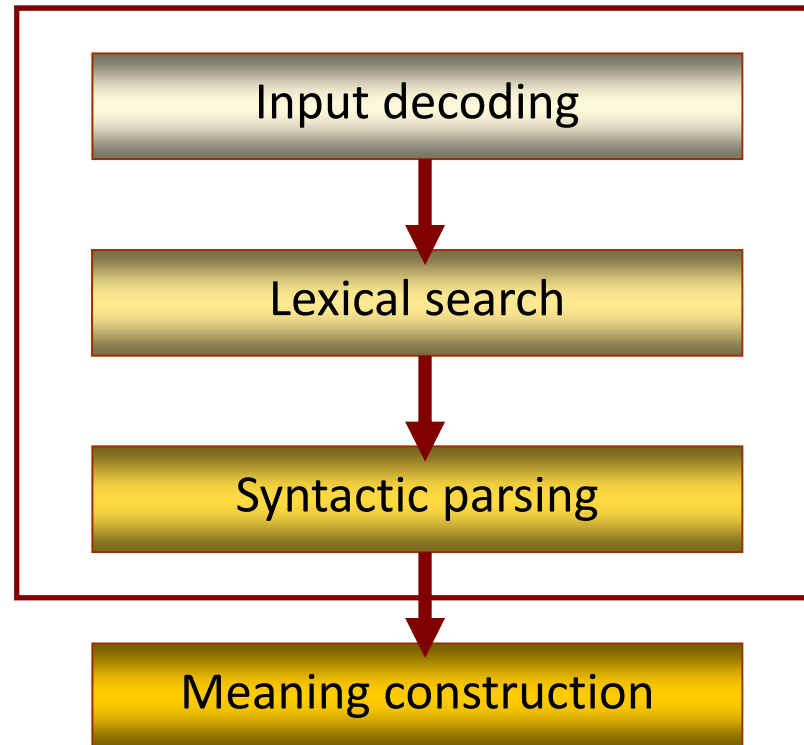 Input decoding
Lexical search
Syntactic parsing
Meaning construction